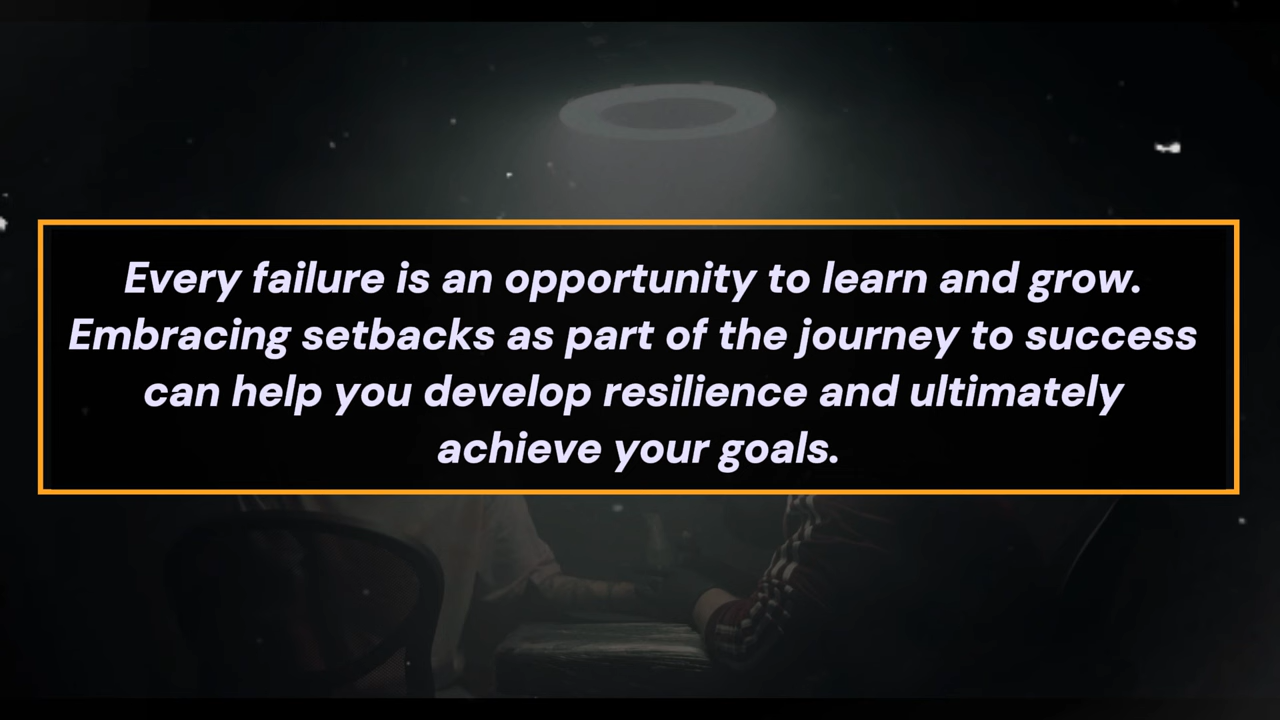 Every failure is an opportunity to learn and grow.
Embracing setbacks as part of the journey to success
can help you develop resilience and ultimately
achieve your goals.